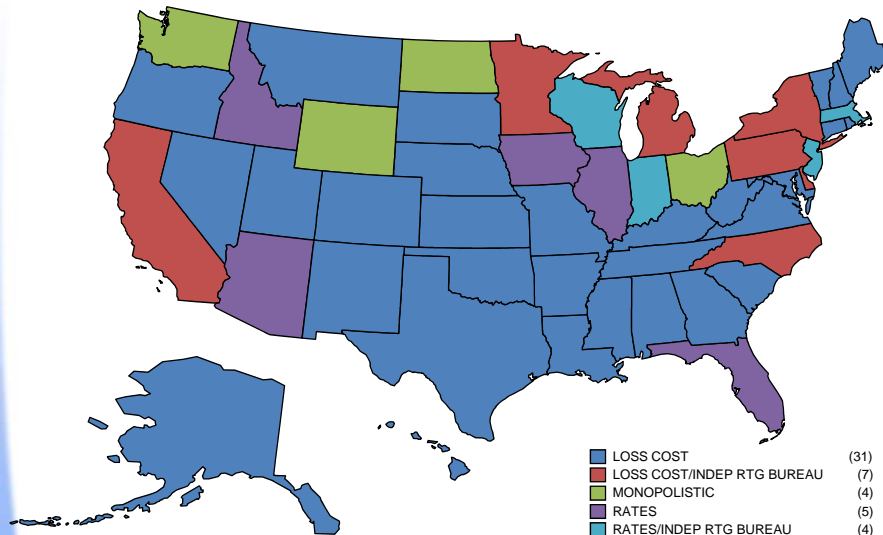 LOSS COST (31)
LOSS COST/INDEP RTG BUREAU (7)
MONOPOLISTIC (4)
RATES (5)
RATES/INDEP RTG BUREAU (4)